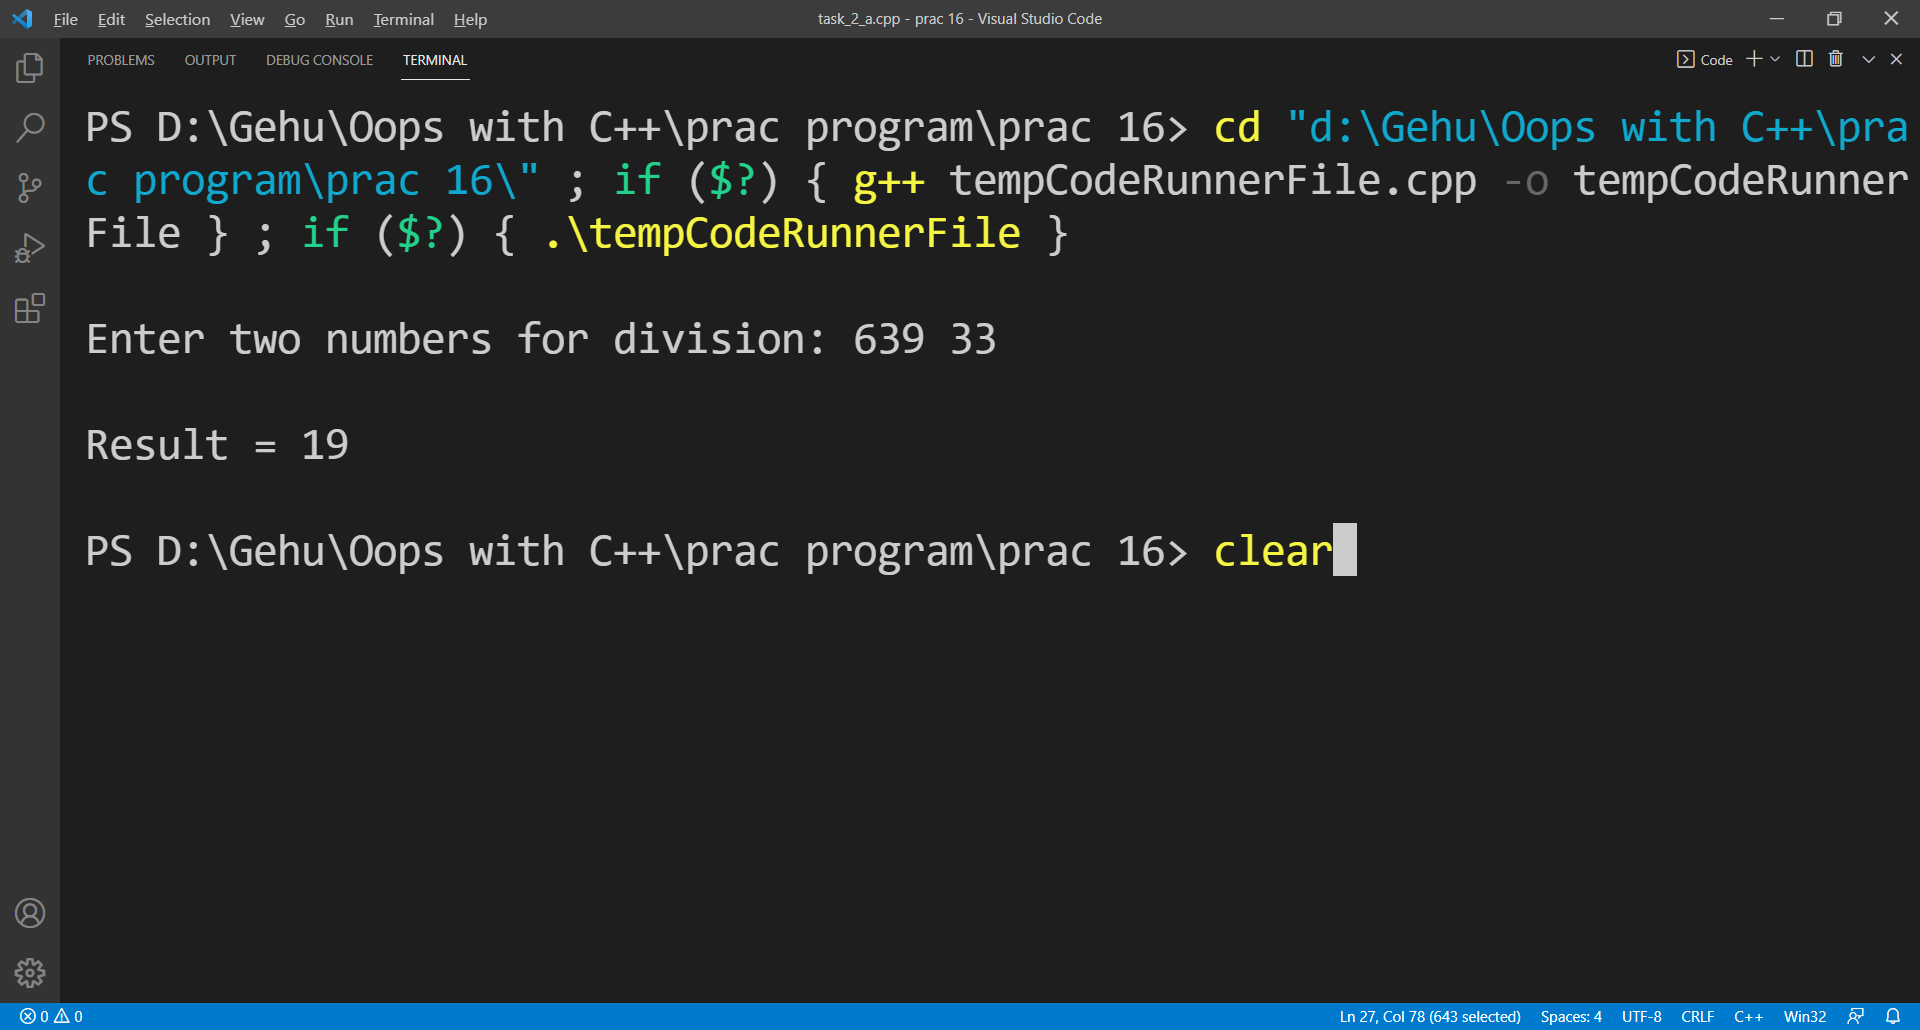 File Edit Selection View Go Run Terminal Help task_2_a.cpp - prac 16 - Visual Studio Code
PROBLEMS OUTPUT DEBUG CONSOLE TERMINAL Code
PS D:\Gehu\Oops with C++\prac program\prac 16> cd "d:\Gehu\Oops with C++\pra
c program\prac 16\" ; if ($?) { g++ tempCodeRunnerFile.cpp -o tempCodeRunner
File } ; if ($?) { .\tempCodeRunnerFile }
Enter two numbers for division: 639 33
Result = 19
PS D:\Gehu\Oops with C++\prac program\prac 16> clear
0 0 Ln 27, Col 78 (643 selected) Spaces: 4 UTF-8 CRLF C++ Win32